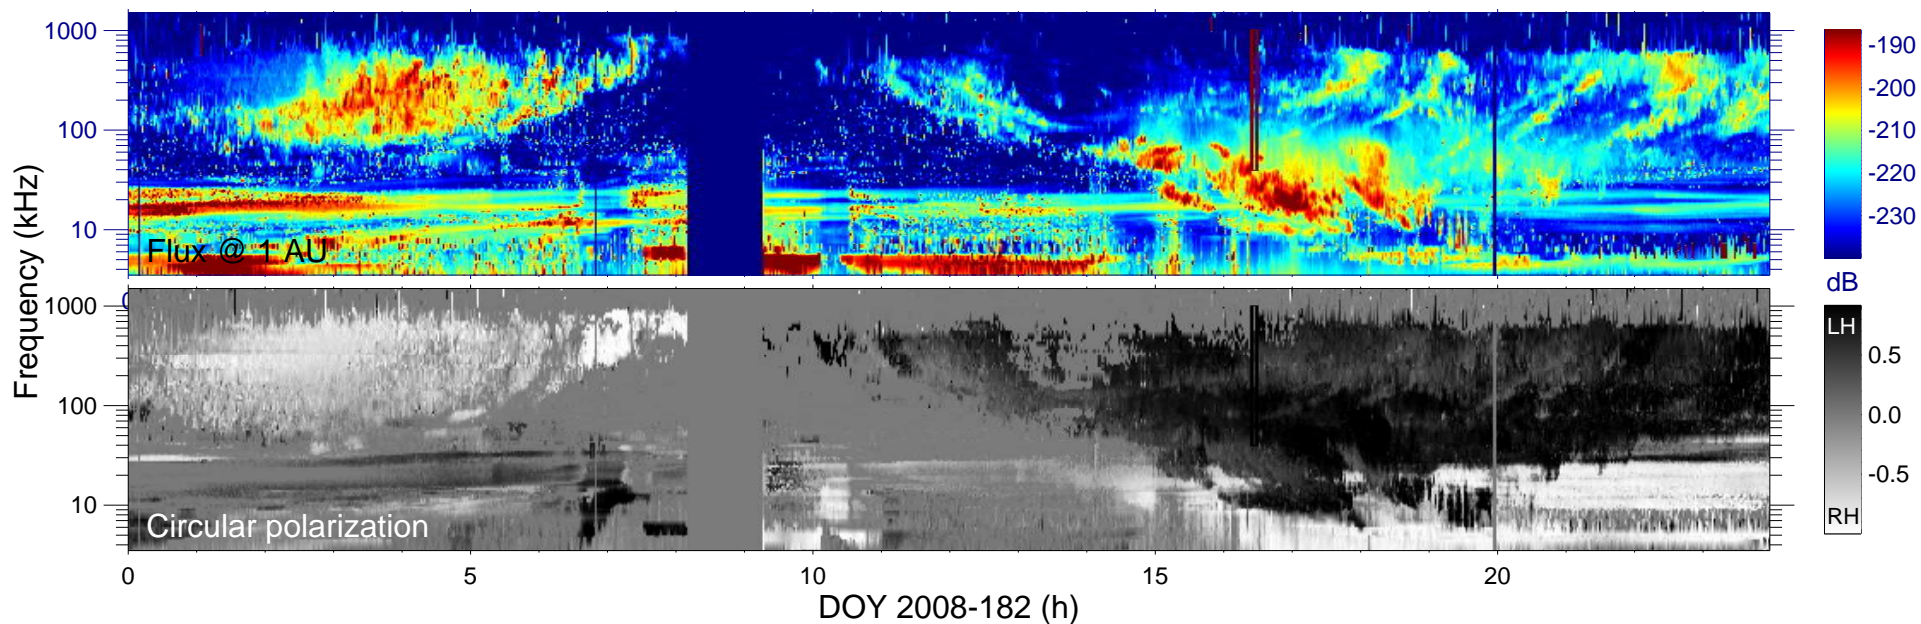 1000
100
10
Flux @ 1 AU
-190
-200
-210
-220
-230
dB
0
1000
100
10
Circular polarization
LH
0.5
0.0
-0.5
RH
0 5 10 15 20
Frequency (kHz)
DOY 2008-182 (h)